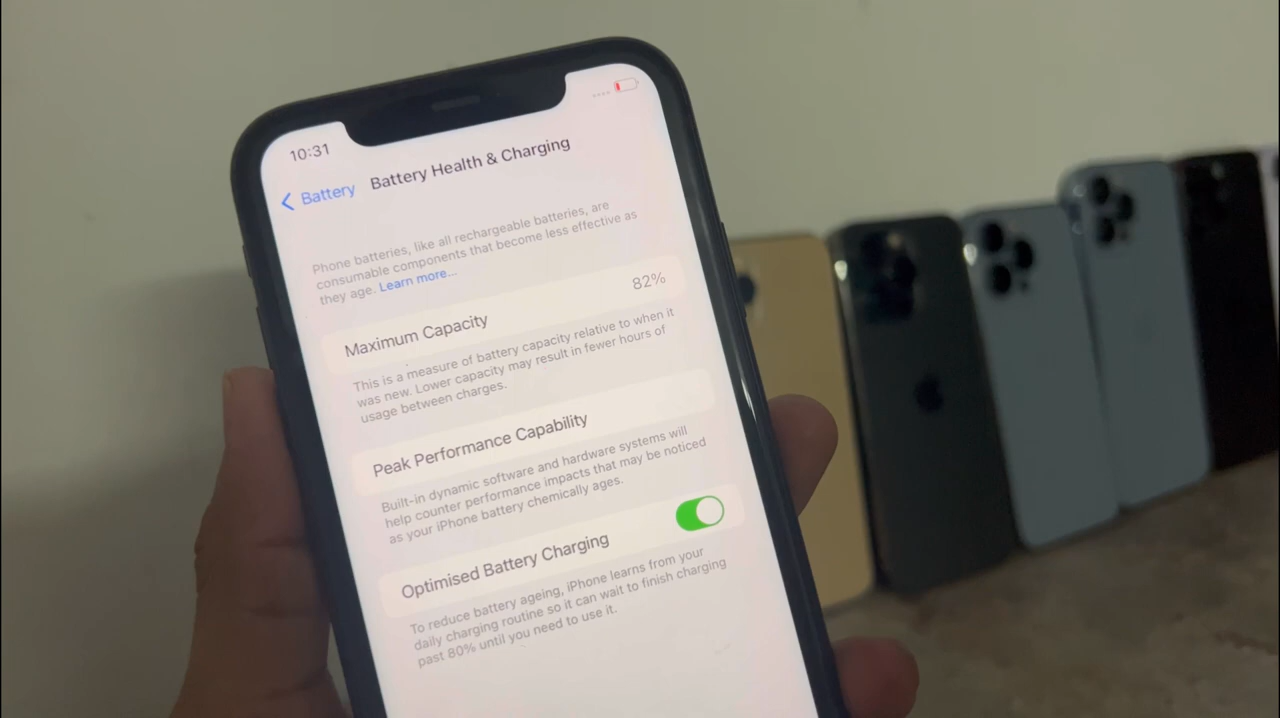 10:31
Battery
Battery Health & Charging
Phone batteries, like all rechargeable batteries, are
consumable components that become less effective as
they age. Learn more...
Maximum Capacity 82%
This is a measure of battery capacity relative to when it
was new. Lower capacity may result in fewer hours of
usage between charges.
Peak Performance Capability
Built-in dynamic software and hardware systems will
help counter performance impacts that may be noticed
as your iPhone battery chemically ages.
Optimised Battery Charging
To reduce battery ageing, iPhone learns from your
daily charging routine so it can wait to finish charging
past 80% until you need to use it.